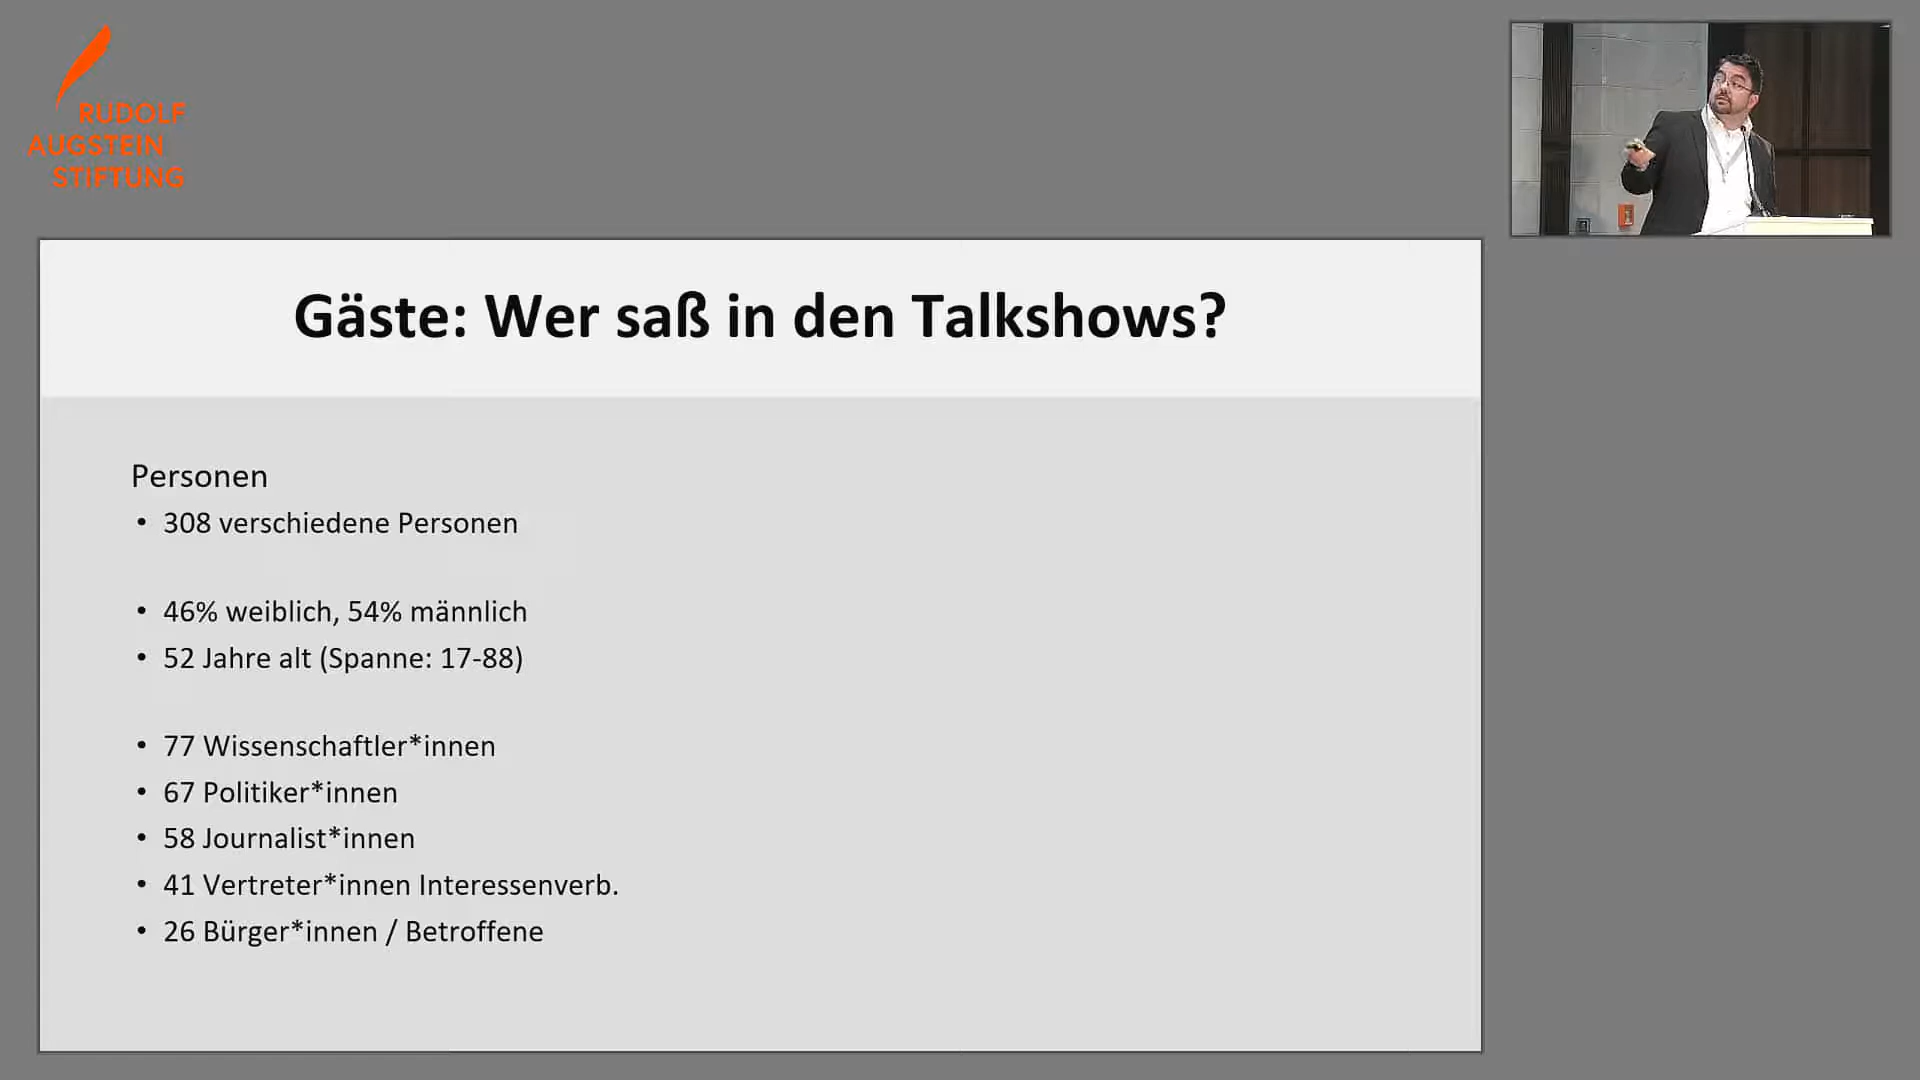 RUDOLF
AUGSTEIN
STIFTUNG
Gäste: Wer saß in den Talkshows?
Personen
• 308 verschiedene Personen
• 46% weiblich, 54% männlich
• 52 Jahre alt (Spanne: 17-88)
• 77 Wissenschaftler*innen
• 67 Politiker*innen
• 58 Journalist*innen
• 41 Vertreter*innen Interessenverb.
• 26 Bürger*innen / Betroffene